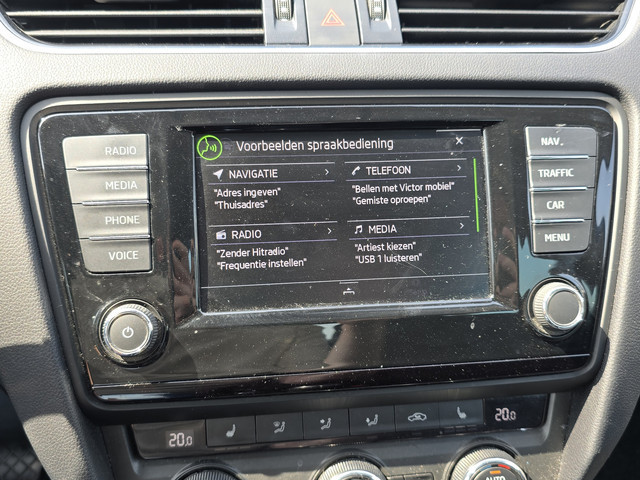 RADIO
MEDIA
PHONE
VOICE
Voorbeelden spraakbediening
NAVIGATIE
"Adres ingeven"
"Thuisadres"
TELEFOON
"Bellen met Victor mobiel"
"Gemiste oproepen"
RADIO
"Zender Hitradio"
"Frequentie instellen"
MEDIA
"Artiest kiezen"
"USB 1 luisteren"
NAV
TRAFFIC
CAR
MENU
20.0
20.0
AUTO